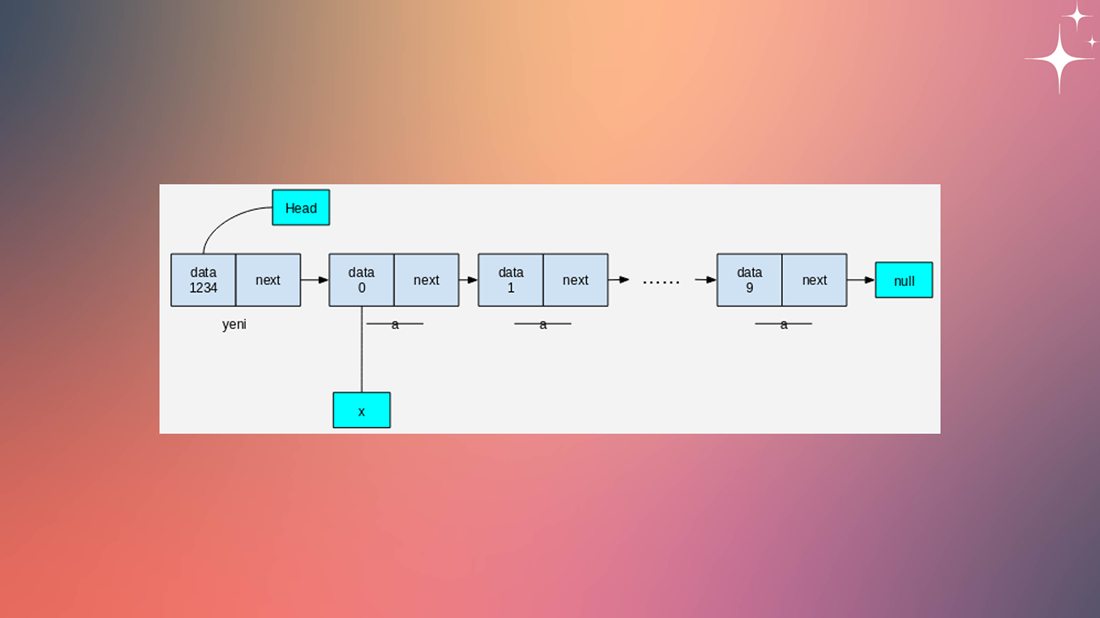 Head
data
1234
next
data
0
next
data
1
next
......
data
9
next
null
yeni
a
a
a
x